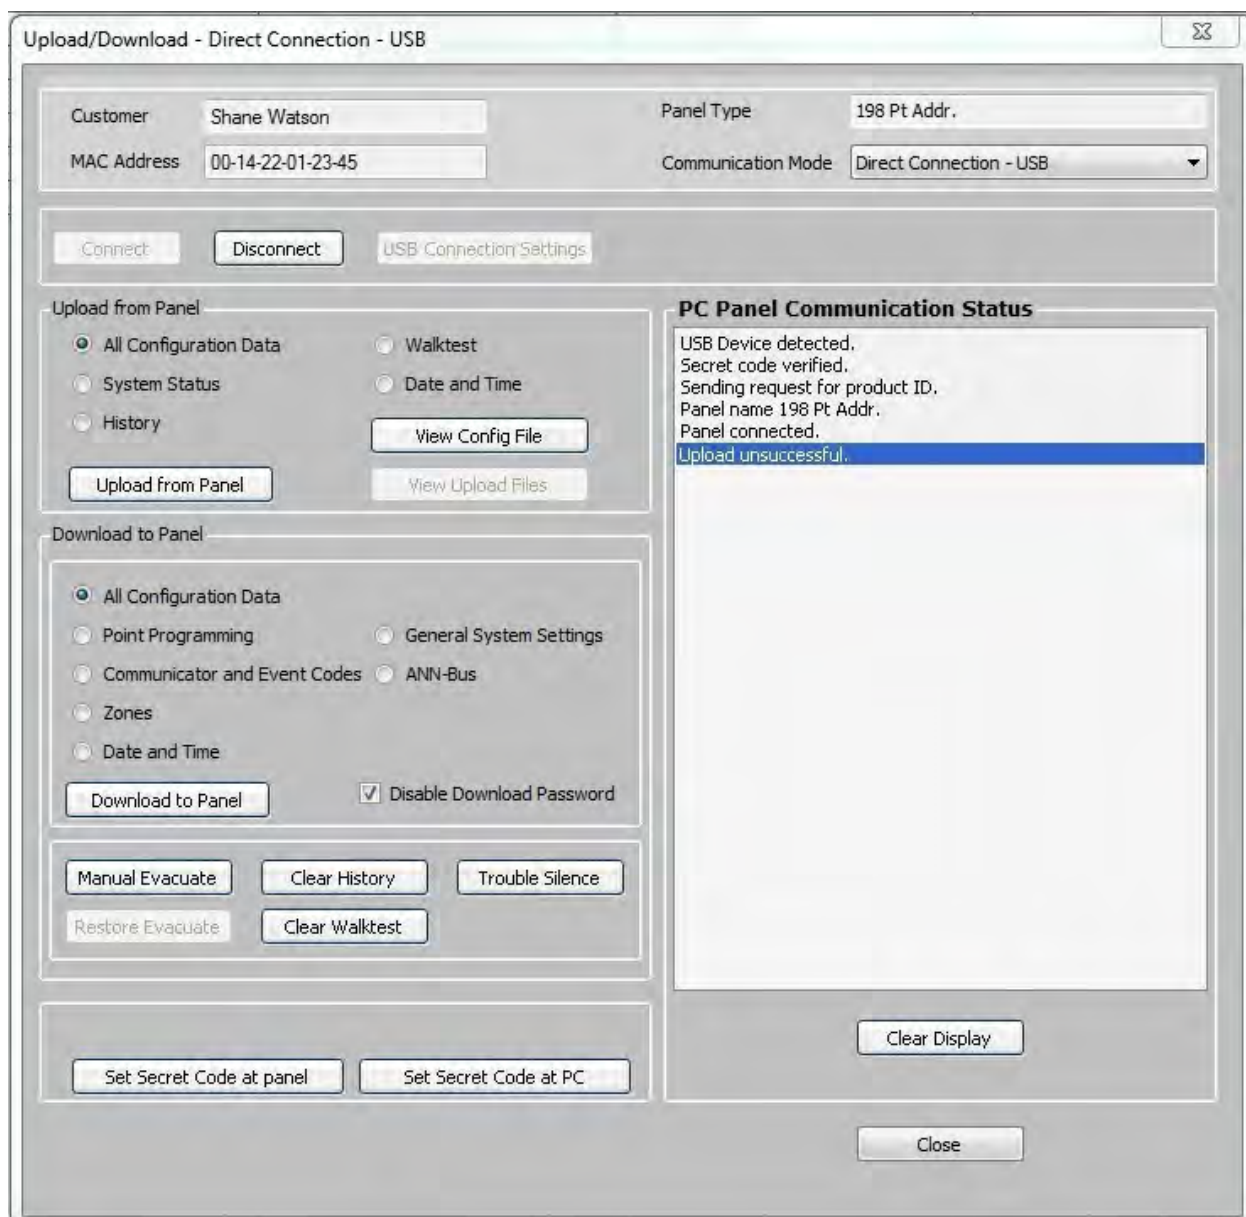 Upload/Download - Direct Connection - USB
Customer
Shane Watson
Panel Type
198 Pt Addr.
MAC Address
00-14-22-01-23-45
Communication Mode
Direct Connection - USB
Connect
Disconnect
USB Connection Settings
Upload from Panel
All Configuration Data
Walktest
System Status
Date and Time
History
View Config File
Upload from Panel
View Upload Files
Download to Panel
All Configuration Data
Point Programming
General System Settings
Communicator and Event Codes
ANN-Bus
Zones
Date and Time
Download to Panel
Disable Download Password
Manual Evacuate
Clear History
Trouble Silence
Restore Evacuate
Clear Walktest
Set Secret Code at panel
Set Secret Code at PC
PC Panel Communication Status
USB Device detected.
Secret code verified.
Sending request for product ID.
Panel name 198 Pt Addr.
Panel connected.
Upload unsuccessful.
Clear Display
Close